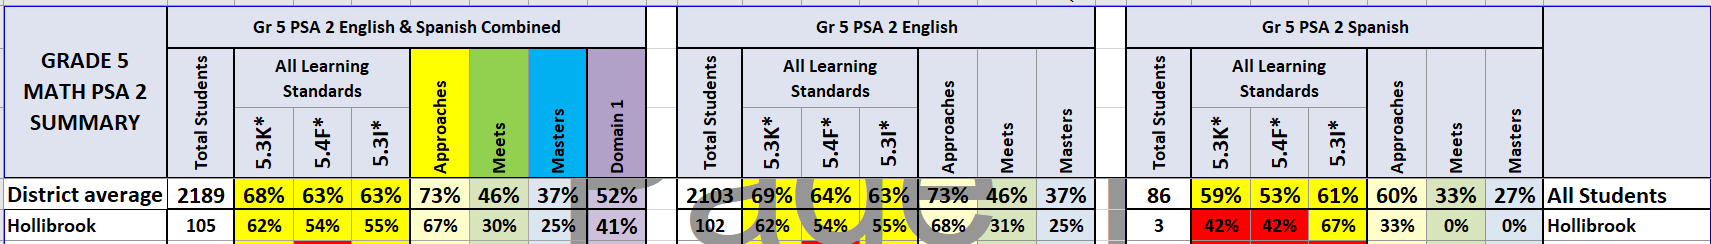 Gr 5 PSA 2 English & Spanish Combined Gr 5 PSA 2 English Gr 5 PSA 2 Spanish
GRADE 5
MATH PSA 2
SUMMARY
Total Students All Learning Standards Approaches Meets Masters Domain 1 Total Students All Learning Standards Approaches Meets Masters Total Students All Learning Standards Approaches Meets Masters
5.3K* 5.4F* 5.3I* 5.3K* 5.4F* 5.3I* 5.3K* 5.4F* 5.3I*
District average 2189 68% 63% 63% 73% 46% 37% 52% 2103 69% 64% 63% 73% 46% 37% 86 59% 53% 61% 60% 33% 27% All Students
Hollibrook 105 62% 54% 55% 67% 30% 25% 41% 102 62% 54% 55% 68% 31% 25% 3 42% 42% 67% 33% 0% 0% Hollibrook